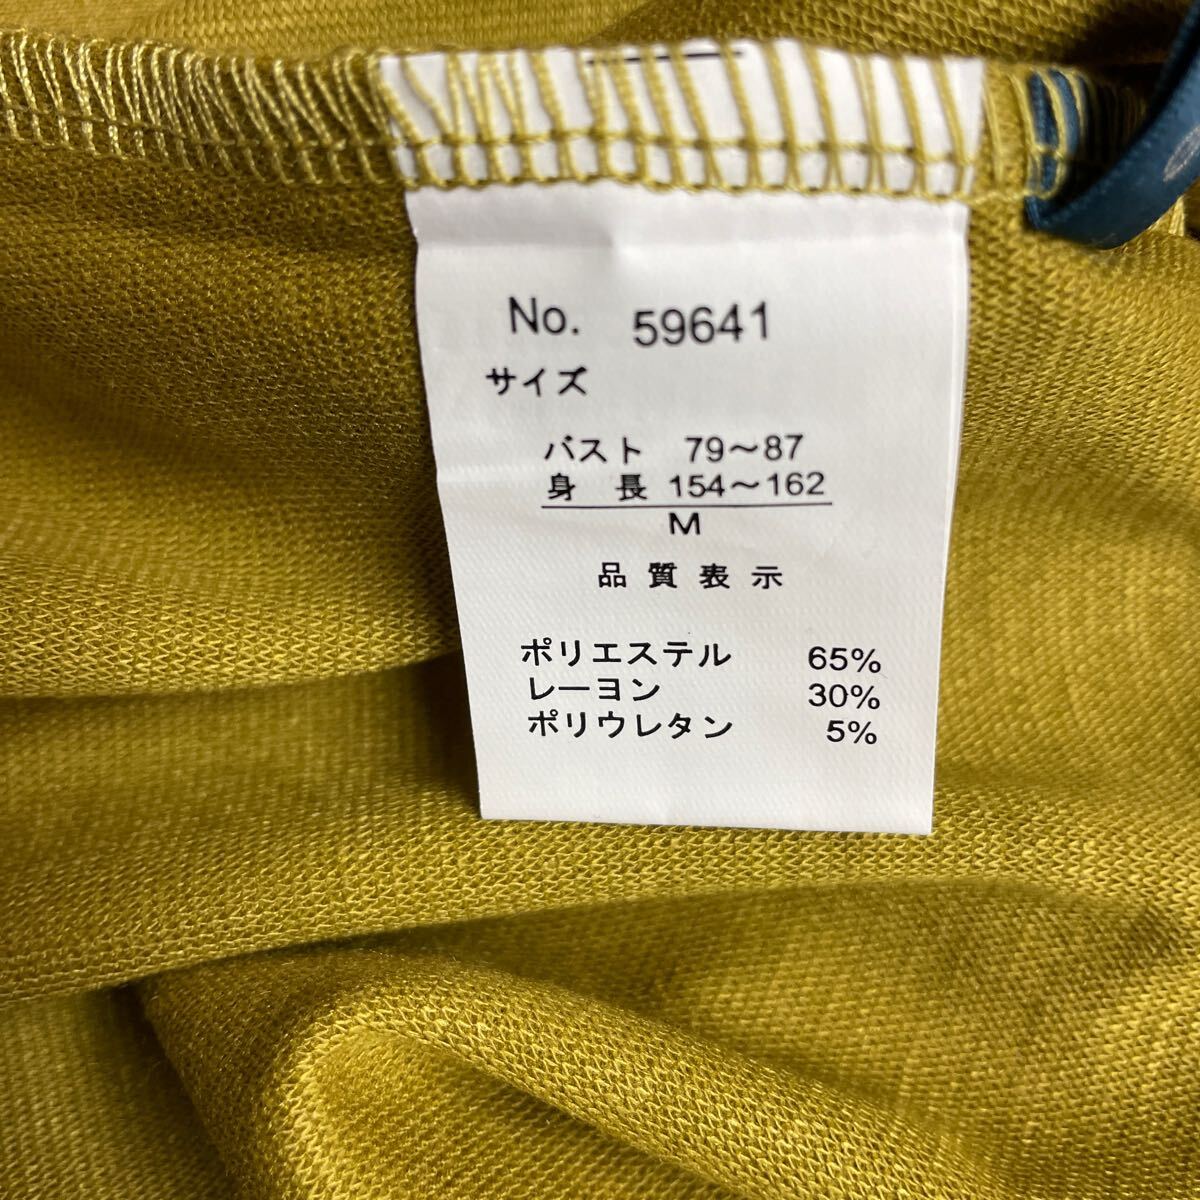 No. 59641
サイズ
バスト 79～87
身 長 154～162
M
品質表示
ポリエステル 65%
レーヨン 30%
ポリウレタン 5%